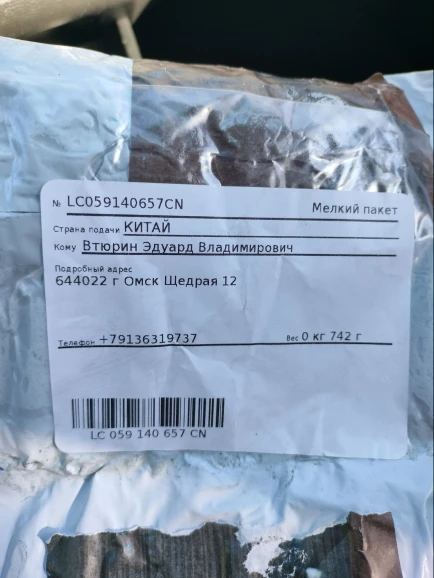 № LC059140657CN Мелкий пакет
Страна подачи КИТАЙ
Кому Втюрин Эдуард Владимирович
Подробный адрес
644022 г Омск Щедрая 12
Телефон +79136319737 Вес 0 кг 742 г
LC 059 140 657 CN